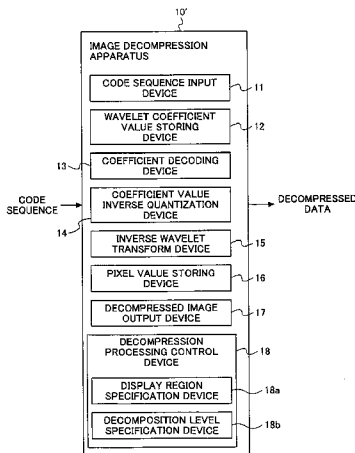 10'
IMAGE DECOMPRESSION
APPARATUS
CODE SEQUENCE INPUT
DEVICE
11
WAVELET COEFFICIENT
VALUE STORING
DEVICE
12
13
COEFFICIENT DECODING
DEVICE
CODE
SEQUENCE
COEFFICIENT VALUE
INVERSE QUANTIZATION
DEVICE
14
DECOMPRESSED
DATA
INVERSE WAVELET
TRANSFORM DEVICE
15
PIXEL VALUE STORING
DEVICE
16
DECOMPRESSED IMAGE
OUTPUT DEVICE
17
DECOMPRESSION
PROCESSING CONTROL
DEVICE
18
DISPLAY REGION
SPECIFICATION DEVICE
18a
DECOMPOSITION LEVEL
SPECIFICATION DEVICE
18b